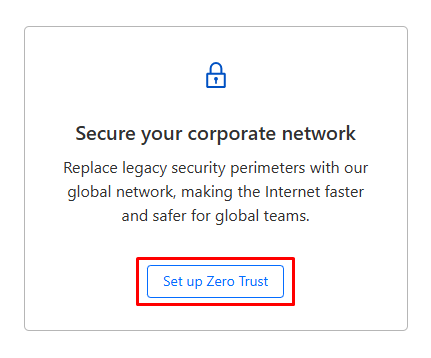 Secure your corporate network
Replace legacy security perimeters with our
global network, making the Internet faster
and safer for global teams.
Set up Zero Trust